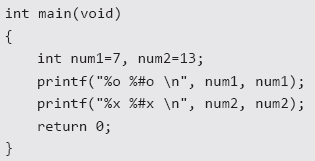 int main(void)
{
    int num1=7, num2=13;
    printf("%o %#o \n", num1, num1);
    printf("%x %#x \n", num2, num2);
    return 0;
}